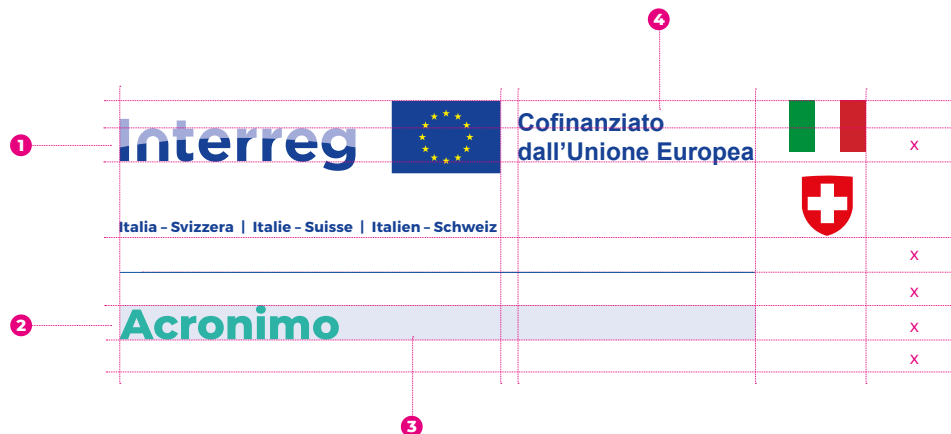 4
Interreg
Cofinanziato
dall’Unione Europea
1
x
Italia – Svizzera | Italie – Suisse | Italien – Schweiz
x
x
2
Acronimo
x
x
3